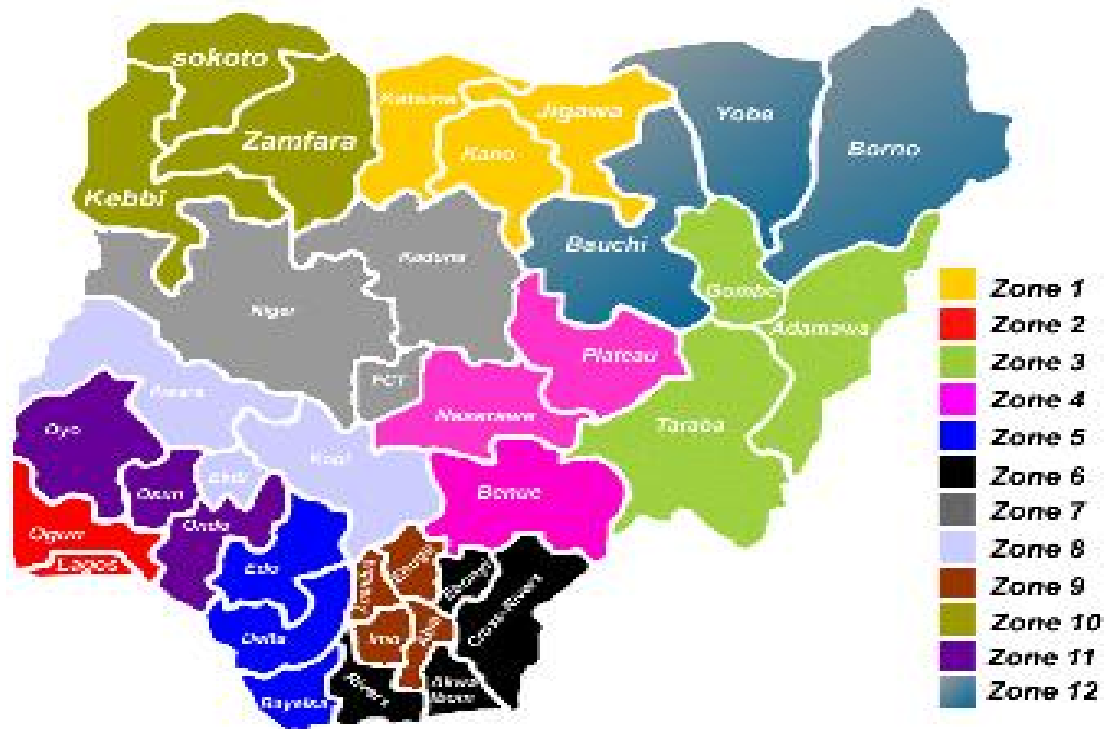 sokoto
Zamfara
Kebbi
Katsina
Kano
Jigawa
Yobe
Borno
Bauchi
Gombe
Adamawa
Kaduna
Niger
FCT
Plateau
Nasarawa
Taraba
Benue
Kwara
Kogi
Oyo
Osun
Ekiti
Ondo
Ogun
Lagos
Edo
Delta
Bayelsa
Enugu
Imo
Abia
Ebonyi
Cross-River
Rivers
Akwa
Ibom
Zone 1
Zone 2
Zone 3
Zone 4
Zone 5
Zone 6
Zone 7
Zone 8
Zone 9
Zone 10
Zone 11
Zone 12